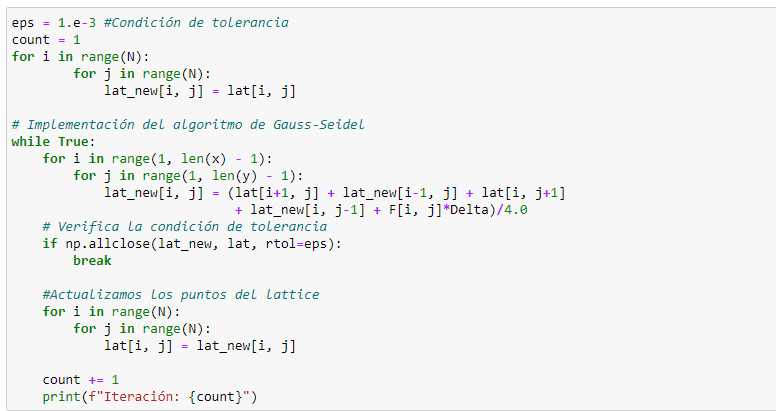 eps = 1.e-3 #Condición de tolerancia
count = 1
for i in range(N):
        for j in range(N):
            lat_new[i, j] = lat[i, j]

# Implementación del algoritmo de Gauss-Seidel
while True:
    for i in range(1, len(x) - 1):
        for j in range(1, len(y) - 1):
            lat_new[i, j] = (lat[i+1, j] + lat_new[i-1, j] + lat[i, j+1]
                             + lat_new[i, j-1] + F[i, j]*Delta)/4.0
    # Verifica la condición de tolerancia
    if np.allclose(lat_new, lat, rtol=eps):
        break

    #Actualizamos los puntos del lattice
    for i in range(N):
        for j in range(N):
            lat[i, j] = lat_new[i, j]

    count += 1
    print(f"Iteración: {count}")